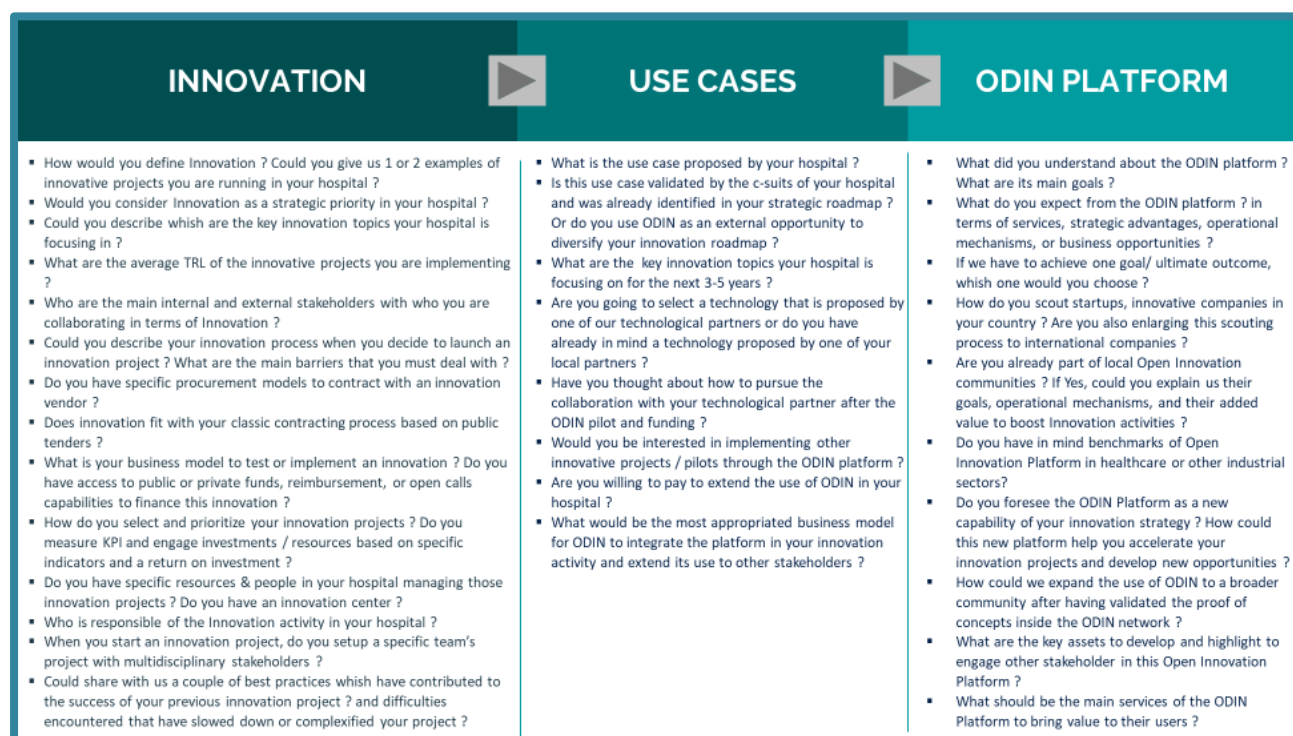 INNOVATION
USE CASES
ODIN PLATFORM
▪ How would you define Innovation ? Could you give us 1 or 2 examples of
innovative projects you are running in your hospital ?
▪ Would you consider Innovation as a strategic priority in your hospital ?
▪ Could you describe whish are the key innovation topics your hospital is
focusing in ?
▪ What are the average TRL of the innovative projects you are implementing
?
▪ Who are the main internal and external stakeholders with who you are
collaborating in terms of Innovation ?
▪ Could you describe your innovation process when you decide to launch an
innovation project ? What are the main barriers that you must deal with ?
▪ Do you have specific procurement models to contract with an innovation
vendor ?
▪ Does innovation fit with your classic contracting process based on public
tenders ?
▪ What is your business model to test or implement an innovation ? Do you
have access to public or private funds, reimbursement, or open calls
capabilities to finance this innovation ?
▪ How do you select and prioritize your innovation projects ? Do you
measure KPI and engage investments / resources based on specific
indicators and a return on investment ?
▪ Do you have specific resources & people in your hospital managing those
innovation projects ? Do you have an innovation center ?
▪ Who is responsible of the Innovation activity in your hospital ?
▪ When you start an innovation project, do you setup a specific team's
project with multidisciplinary stakeholders ?
▪ Could share with us a couple of best practices whish have contributed to
the success of your previous innovation project ? and difficulties
encountered that have slowed down or complexified your project ?
▪ What is the use case proposed by your hospital ?
▪ Is this use case validated by the c-suits of your hospital
and was already identified in your strategic roadmap ?
Or do you use ODIN as an external opportunity to
diversify your innovation roadmap ?
▪ What are the key innovation topics your hospital is
focusing on for the next 3-5 years ?
▪ Are you going to select a technology that is proposed by
one of our technological partners or do you have
already in mind a technology proposed by one of your
local partners ?
▪ Have you thought about how to pursue the
collaboration with your technological partner after the
ODIN pilot and funding ?
▪ Would you be interested in implementing other
innovative projects / pilots through the ODIN platform ?
▪ Are you willing to pay to extend the use of ODIN in your
hospital ?
▪ What would be the most appropriated business model
for ODIN to integrate the platform in your innovation
activity and extend its use to other stakeholders ?
▪ What did you understand about the ODIN platform ?
What are its main goals ?
▪ What do you expect from the ODIN platform ? in
terms of services, strategic advantages, operational
mechanisms, or business opportunities ?
▪ If we have to achieve one goal/ ultimate outcome,
whish one would you choose ?
▪ How do you scout startups, innovative companies in
your country ? Are you also enlarging this scouting
process to international companies ?
▪ Are you already part of local Open Innovation
communities ? If Yes, could you explain us their
goals, operational mechanisms, and their added
value to boost Innovation activities ?
▪ Do you have in mind benchmarks of Open
Innovation Platform in healthcare or other industrial
sectors?
▪ Do you foresee the ODIN Platform as a new
capability of your innovation strategy ? How could
this new platform help you accelerate your
innovation projects and develop new opportunities ?
▪ How could we expand the use of ODIN to a broader
community after having validated the proof of
concepts inside the ODIN network ?
▪ What are the key assets to develop and highlight to
engage other stakeholder in this Open Innovation
Platform ?
▪ What should be the main services of the ODIN
Platform to bring value to their users ?